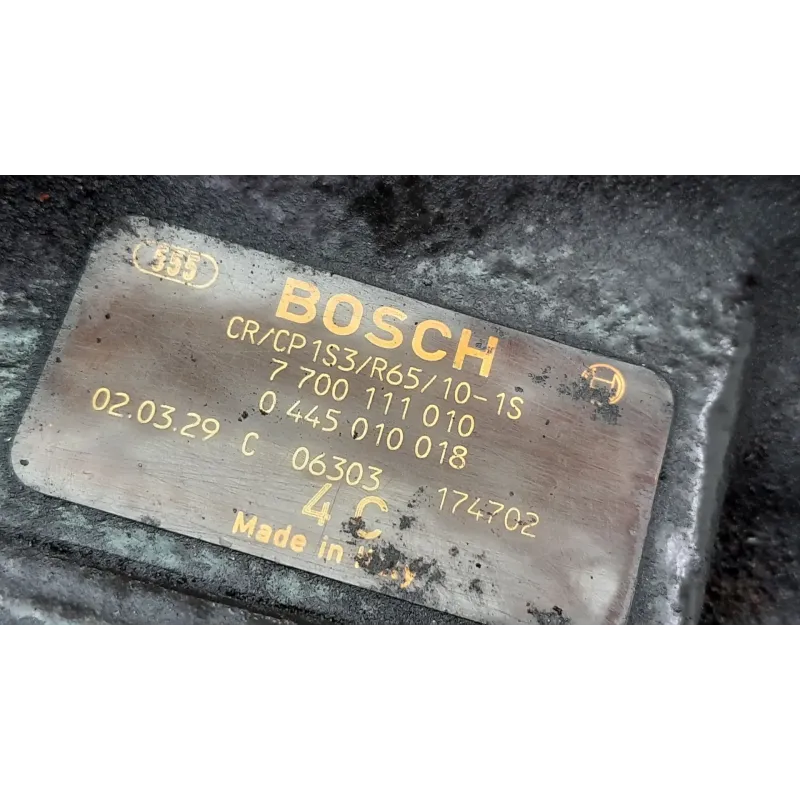 555
BOSCH
CR/CP1S3/R65/10-1S
7 700 111 010
0 445 010 018
02.03.29 C 06303 174702
4 C
Made in Italy